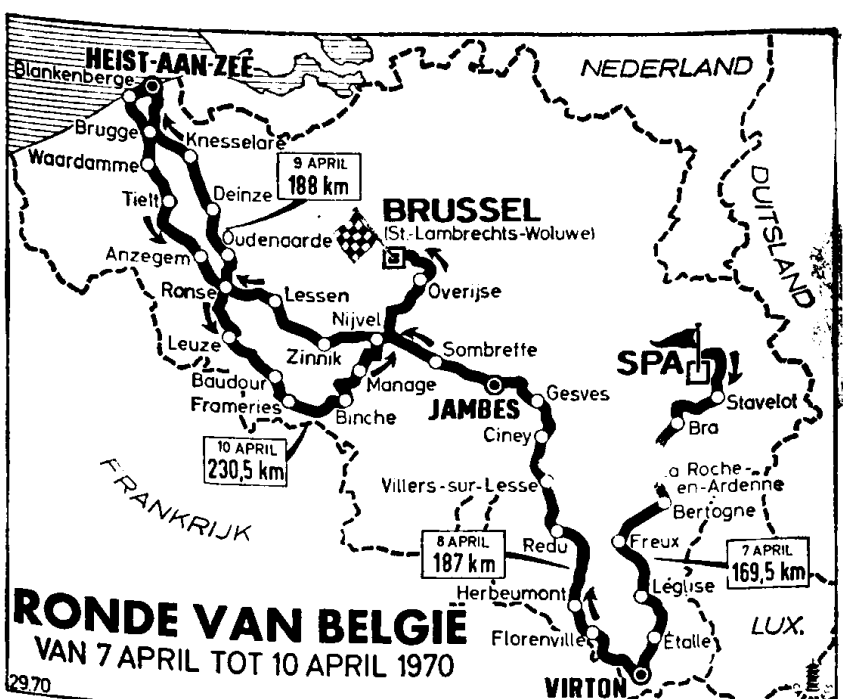 HEIST-AAN-ZEE
Blankenberge
NEDERLAND
Brugge
Knesselare
Waardamme
9 APRIL
188 km
DUITSLAND
Tielt
Deinze
BRUSSEL
(St.-Lambrechts-Woluwe)
Oudenaarde
Anzegem
Ronse
Lessen
Overijse
Nijvel
Leuze
Zinnik
Sombreffe
SPA
Baudour
Manage
Gesves
Stavelot
Frameries
Binche
JAMBES
Bra
Ciney
10 APRIL
230,5 km
FRANKRIJK
a Roche-
en-Ardenne
Villers-sur-Lesse
Bertogne
8 APRIL
187 km
Redu
Freux
7 APRIL
169,5 km
Herbeumont
Léglise
RONDE VAN BELGIË
VAN 7 APRIL TOT 10 APRIL 1970
Florenville
Étalle
LUX.
29.70
VIRTON